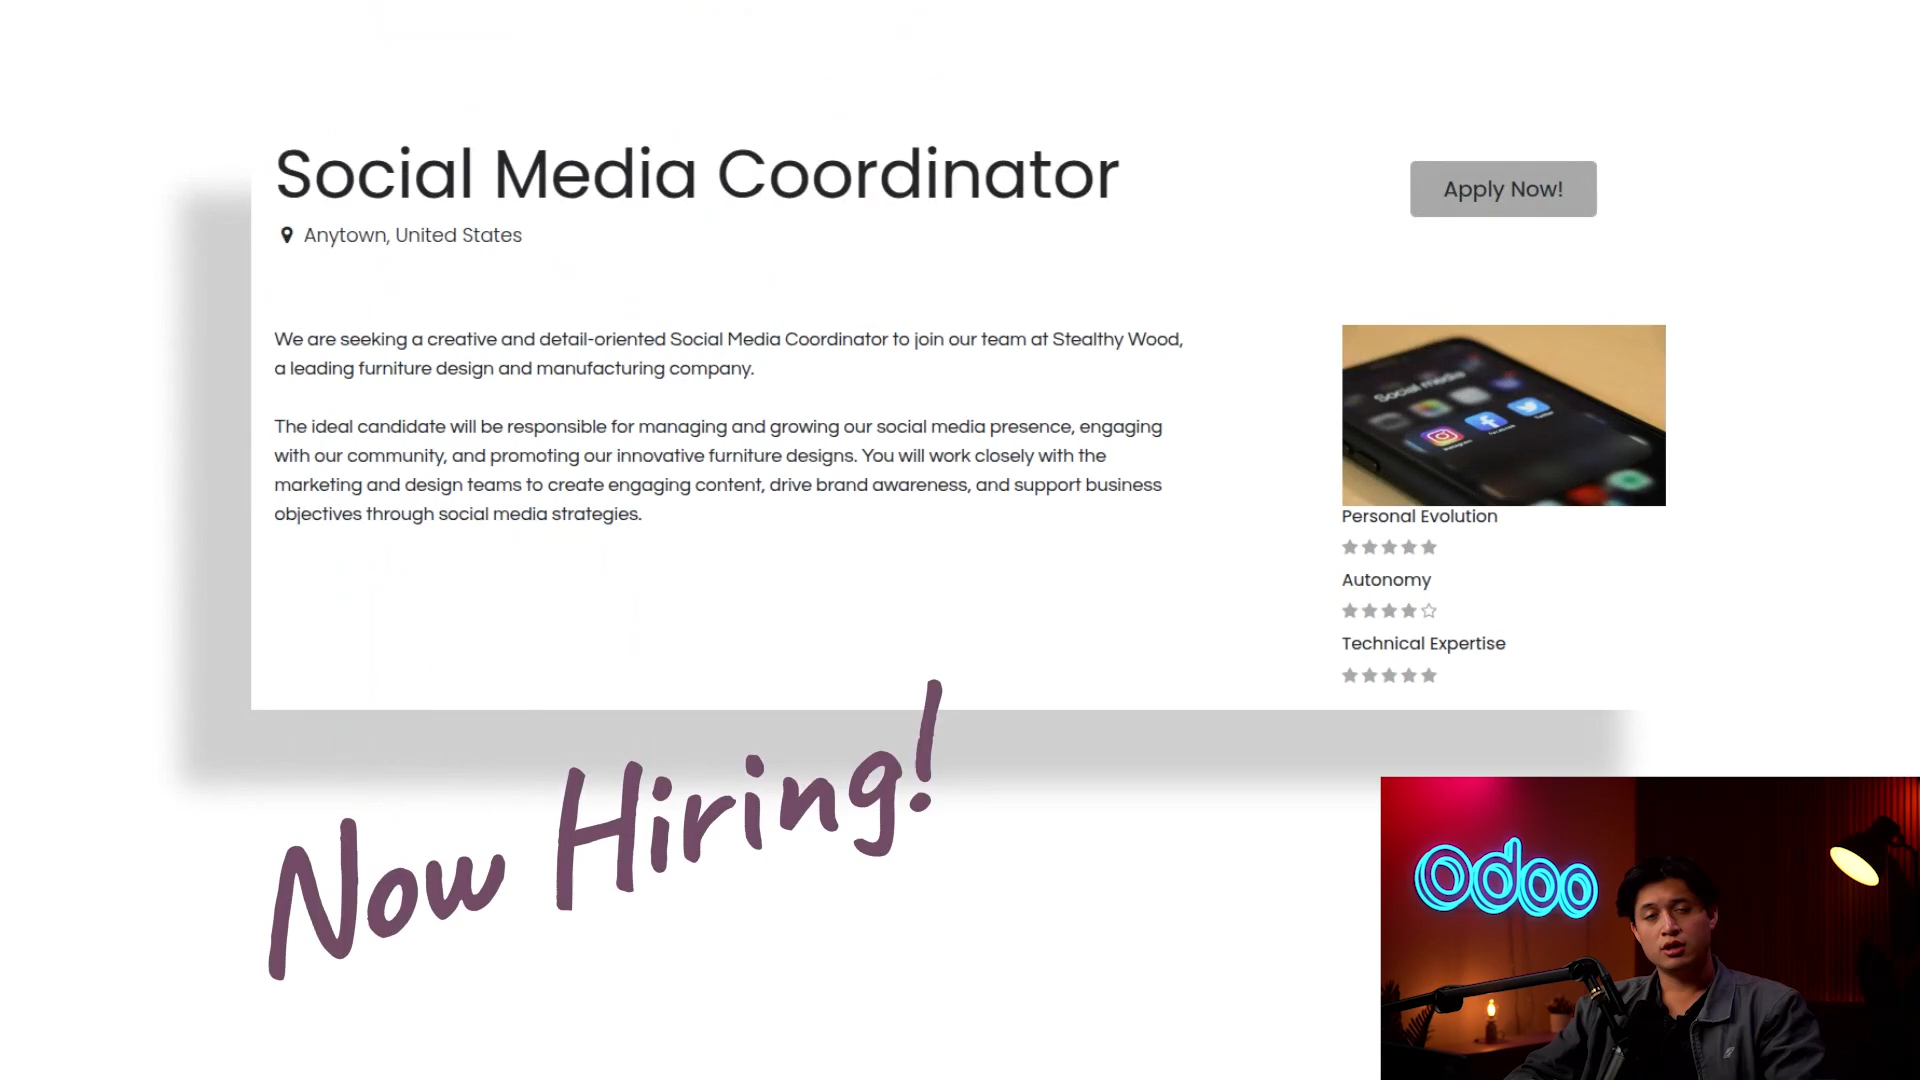 Social Media Coordinator
Apply Now!
Anytown, United States
We are seeking a creative and detail-oriented Social Media Coordinator to join our team at Stealthy Wood,
a leading furniture design and manufacturing company.
The ideal candidate will be responsible for managing and growing our social media presence, engaging
with our community, and promoting our innovative furniture designs. You will work closely with the
marketing and design teams to create engaging content, drive brand awareness, and support business
objectives through social media strategies.
Social media
Personal Evolution
Autonomy
Technical Expertise
Now Hiring!
odoo